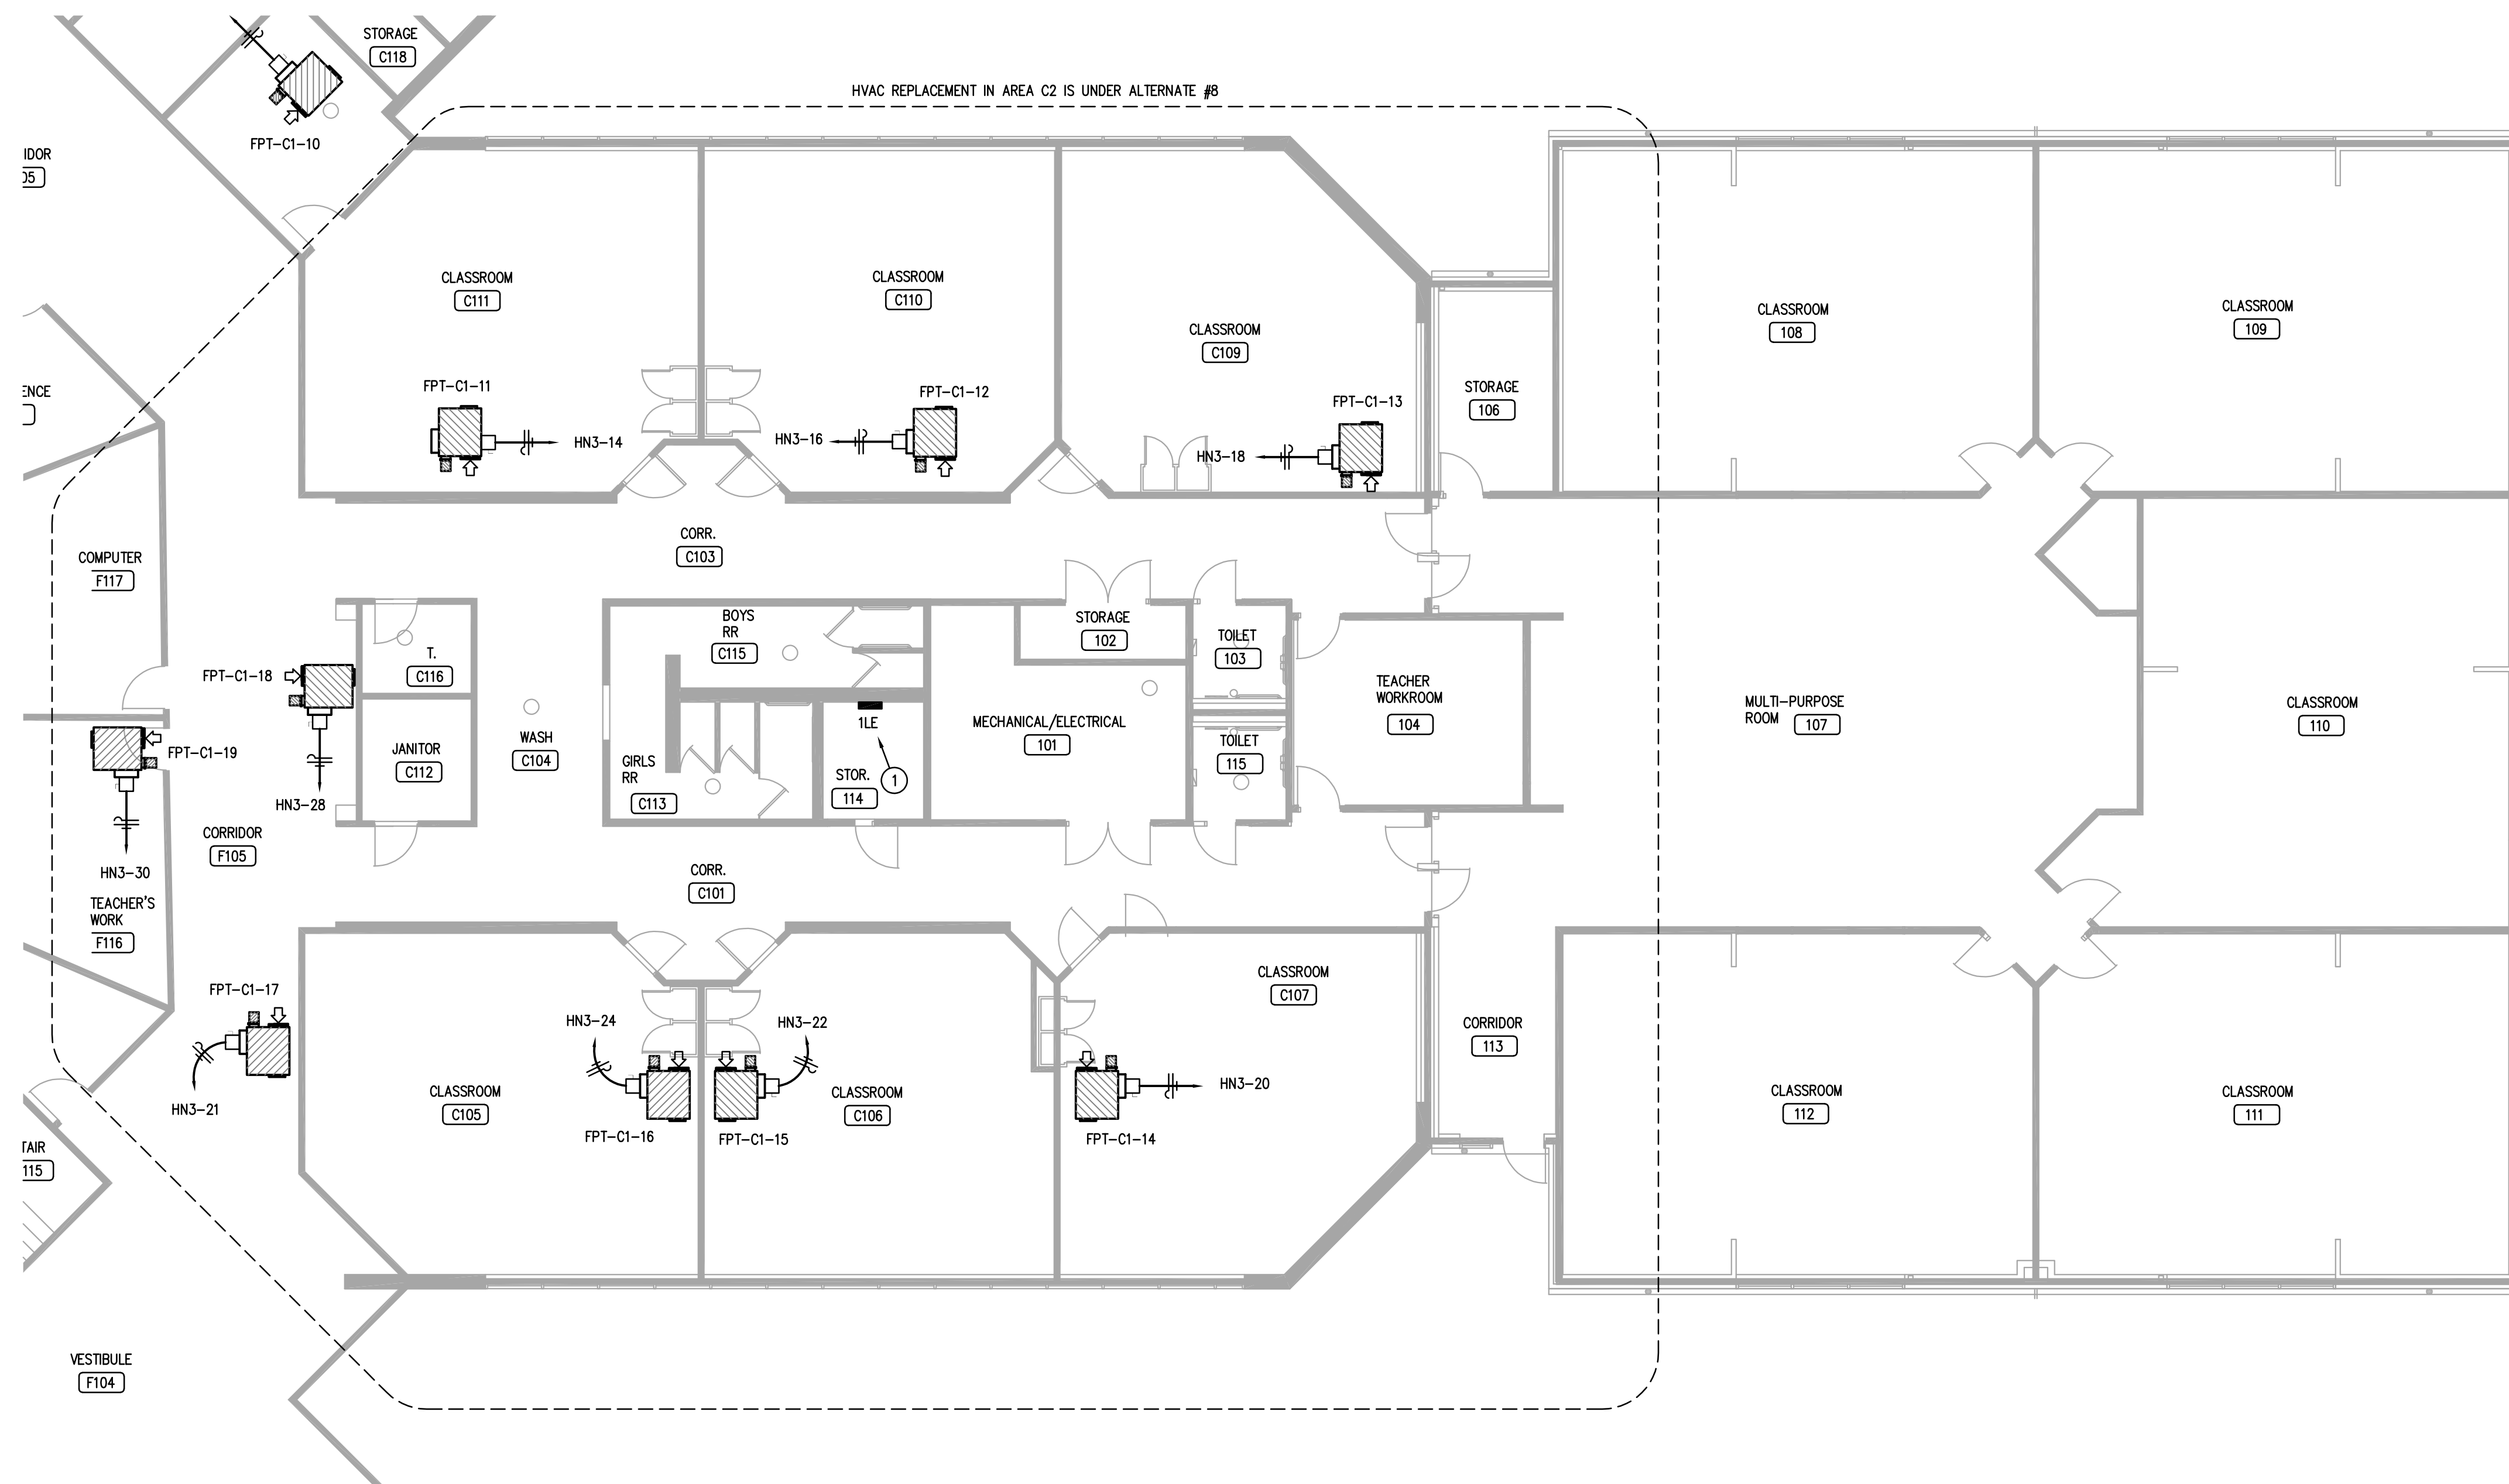 STORAGE
C118
HVAC REPLACEMENT IN AREA C2 IS UNDER ALTERNATE #8
FPT-C1-10
IDOR
05
CLASSROOM
C111
CLASSROOM
C110
CLASSROOM
C109
CLASSROOM
108
CLASSROOM
109
ENCE
FPT-C1-11
HN3-14
FPT-C1-12
HN3-16
FPT-C1-13
HN3-18
STORAGE
106
CORR.
C103
COMPUTER
F117
BOYS
RR
C115
STORAGE
102
TOILET
103
T.
C116
FPT-C1-18
TEACHER
WORKROOM
104
MULTI-PURPOSE
ROOM
107
CLASSROOM
110
1LE
MECHANICAL/ELECTRICAL
101
WASH
C104
JANITOR
C112
FPT-C1-19
GIRLS
RR
C113
STOR.
114
1
TOILET
115
HN3-28
CORRIDOR
F105
HN3-30
CORR.
C101
TEACHER'S
WORK
F116
CLASSROOM
C107
FPT-C1-17
HN3-21
HN3-24
HN3-22
HN3-20
CORRIDOR
113
CLASSROOM
C105
CLASSROOM
C106
FPT-C1-16
FPT-C1-15
FPT-C1-14
CLASSROOM
112
CLASSROOM
111
TAIR
115
VESTIBULE
F104